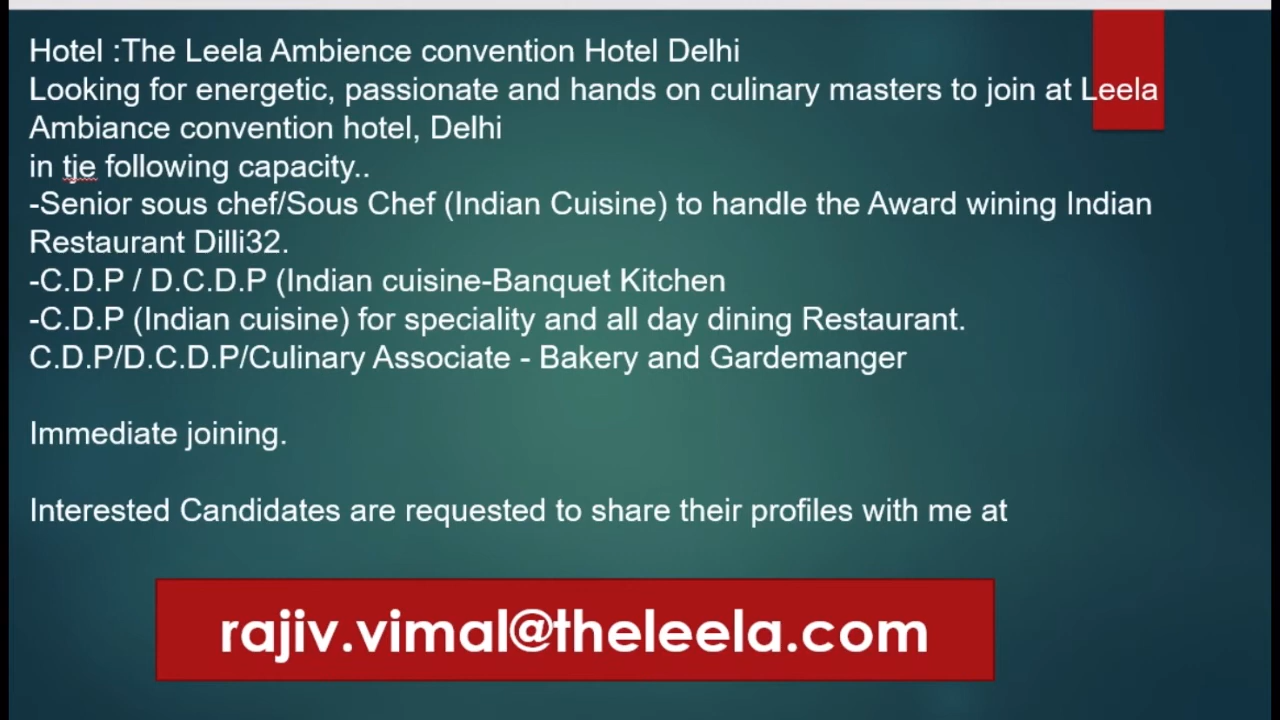 Hotel :The Leela Ambience convention Hotel Delhi
Looking for energetic, passionate and hands on culinary masters to join at Leela
Ambiance convention hotel, Delhi
in tje following capacity..
-Senior sous chef/Sous Chef (Indian Cuisine) to handle the Award wining Indian
Restaurant Dilli32.
-C.D.P / D.C.D.P (Indian cuisine-Banquet Kitchen
-C.D.P (Indian cuisine) for speciality and all day dining Restaurant.
C.D.P/D.C.D.P/Culinary Associate - Bakery and Gardemanger
Immediate joining.
Interested Candidates are requested to share their profiles with me at
rajiv.vimal@theleela.com